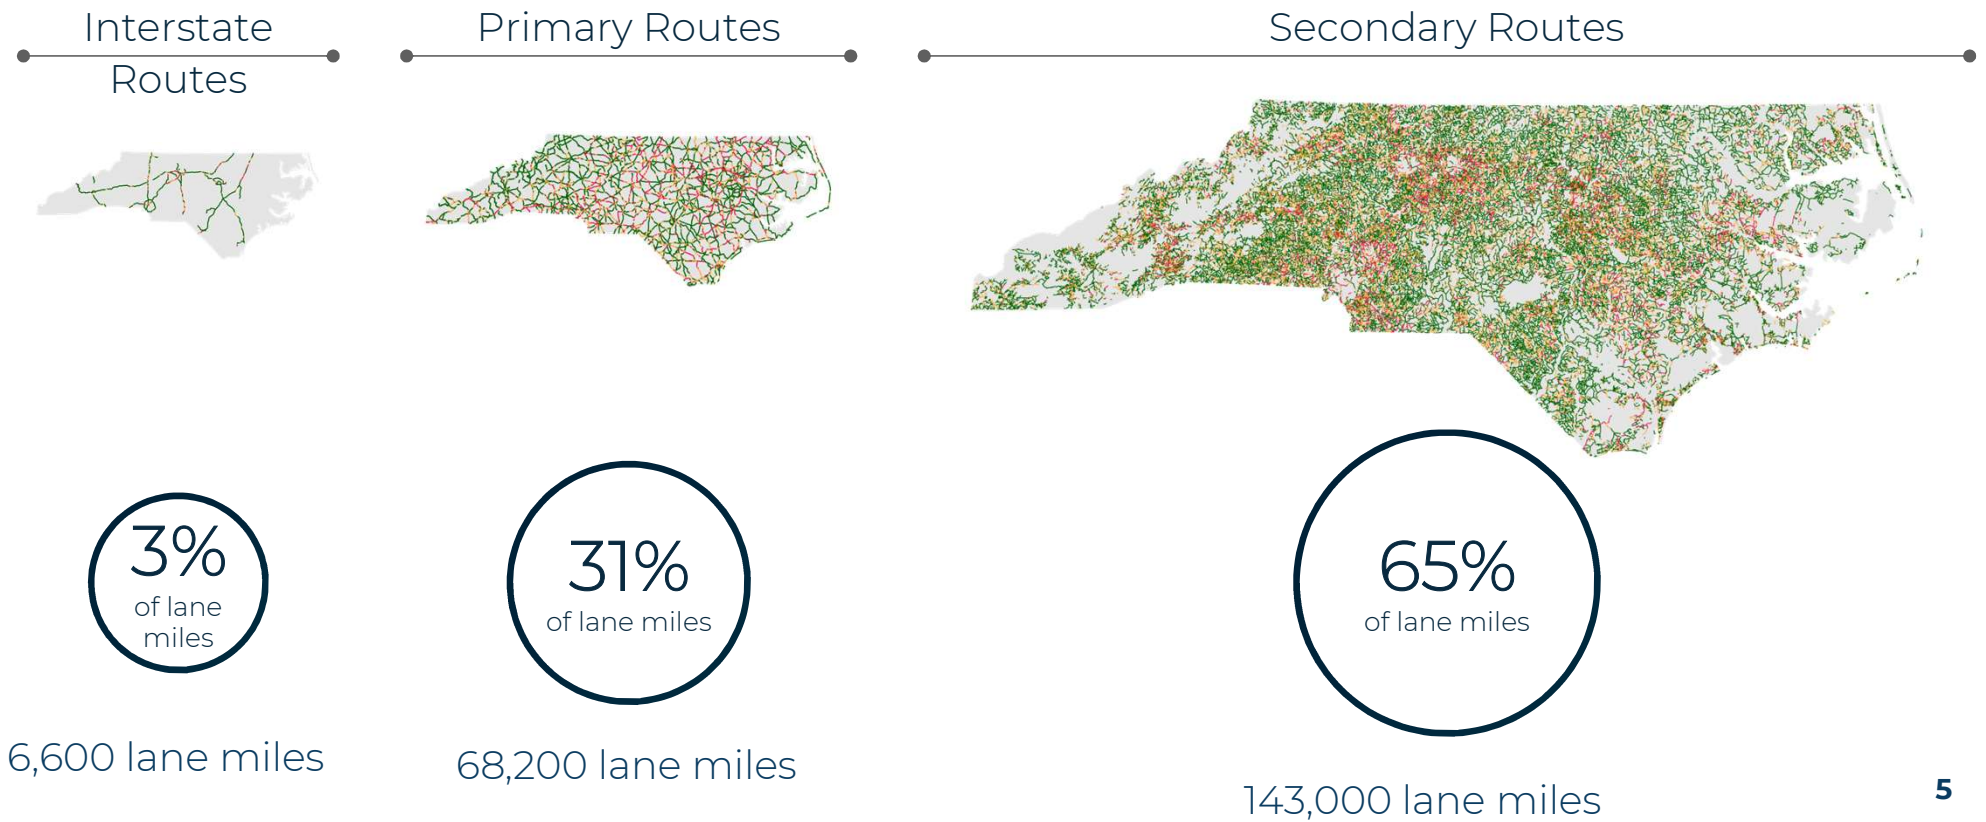 Interstate
Routes
3%
of lane
miles
6,600 lane miles
Primary Routes
31%
of lane miles
68,200 lane miles
Secondary Routes
65%
of lane miles
143,000 lane miles
5